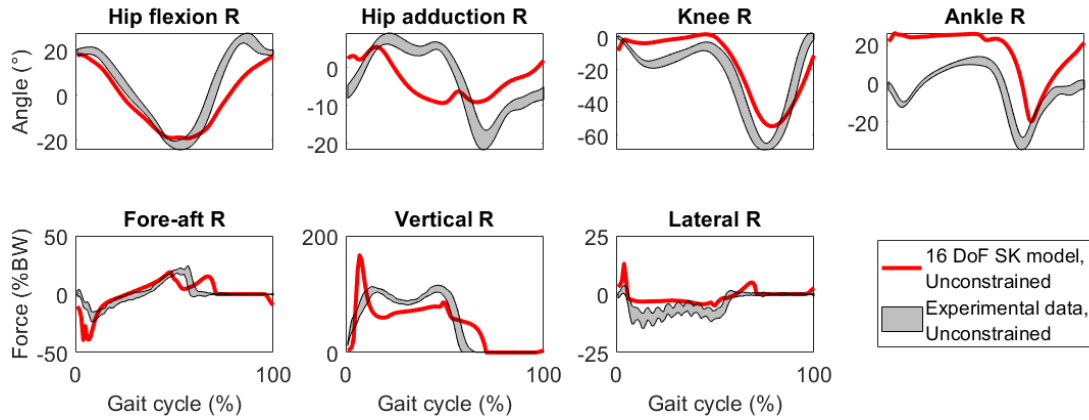 Hip flexion R
Hip adduction R
Knee R
Ankle R
Angle (°)
20
0
-20
0
-10
-20
0
-20
-40
-60
20
0
-20
Fore-aft R
Vertical R
Lateral R
Force (%BW)
50
0
-50
200
0
25
0
-25
0 100
0 100
0 100
Gait cycle (%)
Gait cycle (%)
Gait cycle (%)
16 DoF SK model,
Unconstrained
Experimental data,
Unconstrained